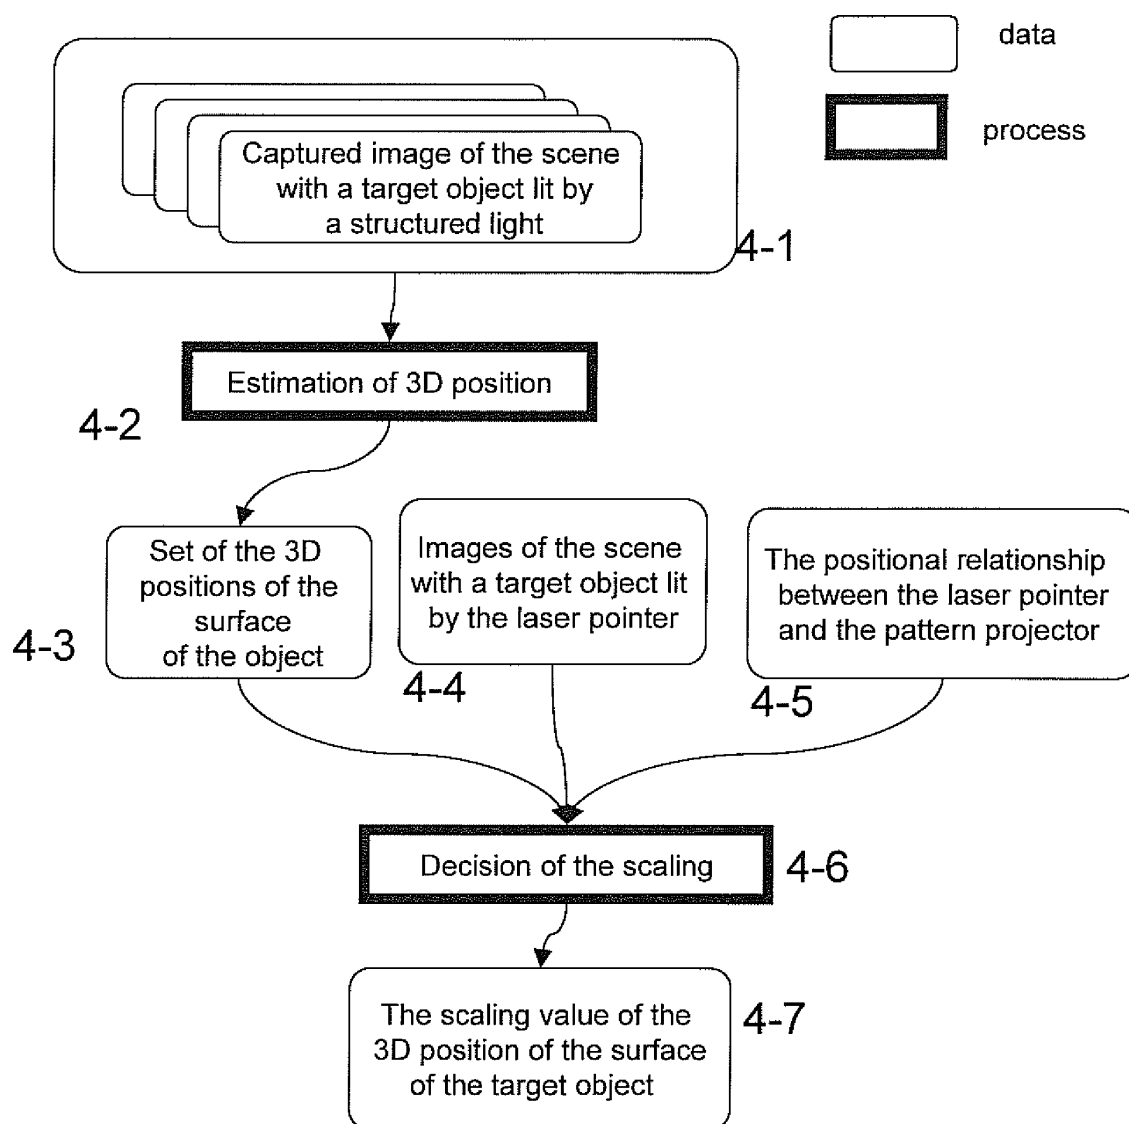 data
process
Captured image of the scene
with a target object lit by
a structured light
4-1
Estimation of 3D position
4-2
Set of the 3D
positions of the
surface
of the object
4-3
Images of the scene
with a target object lit
by the laser pointer
4-4
The positional relationship
between the laser pointer
and the pattern projector
4-5
Decision of the scaling
4-6
The scaling value of the
3D position of the surface
of the target object
4-7